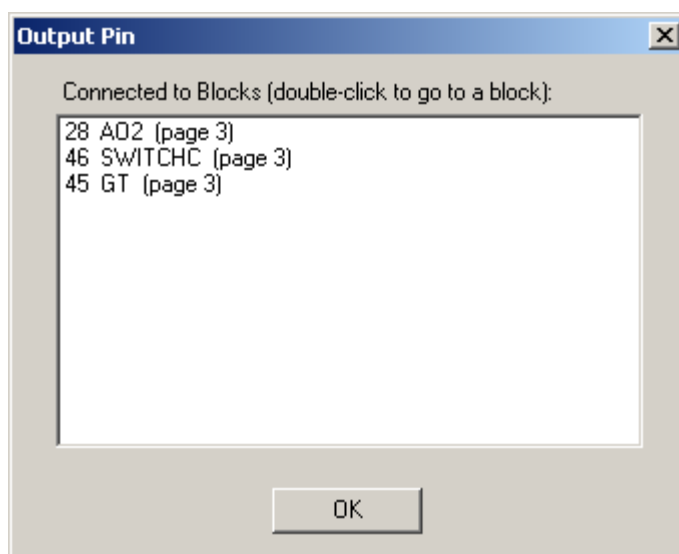 Output Pin
Connected to Blocks (double-click to go to a block):
28 AO2 (page 3)
46 SWITCHC (page 3)
45 GT (page 3)
OK